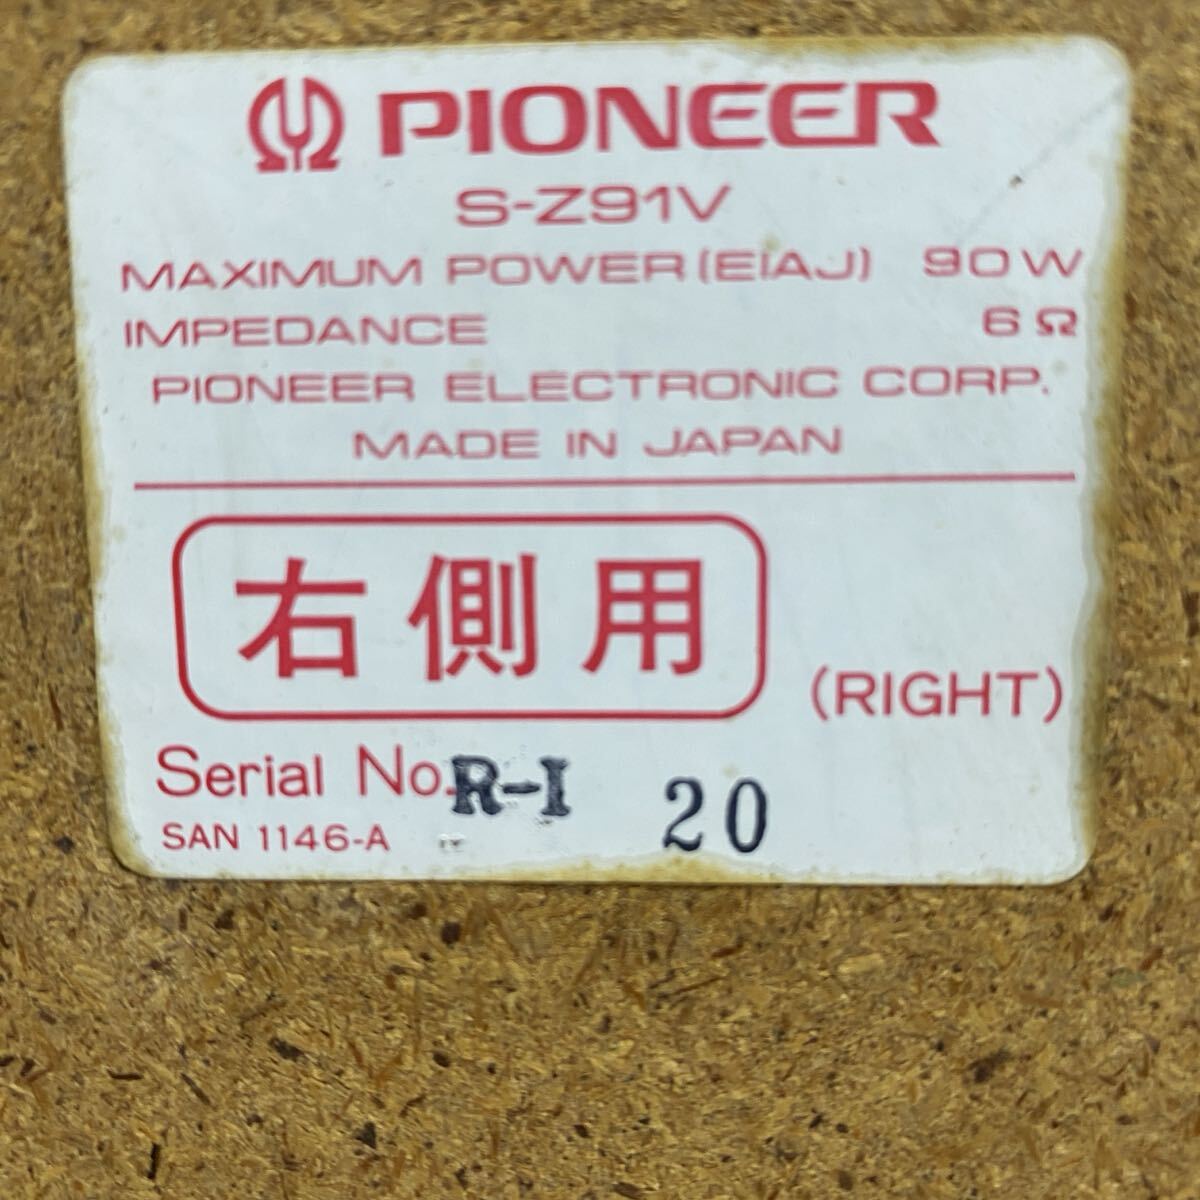 PIONEER
S-Z91V
MAXIMUM POWER (EIAJ) 90W
IMPEDANCE 6Ω
PIONEER ELECTRONIC CORP.
MADE IN JAPAN
右側用
(RIGHT)
Serial No. R-I 20
SAN 1146-A